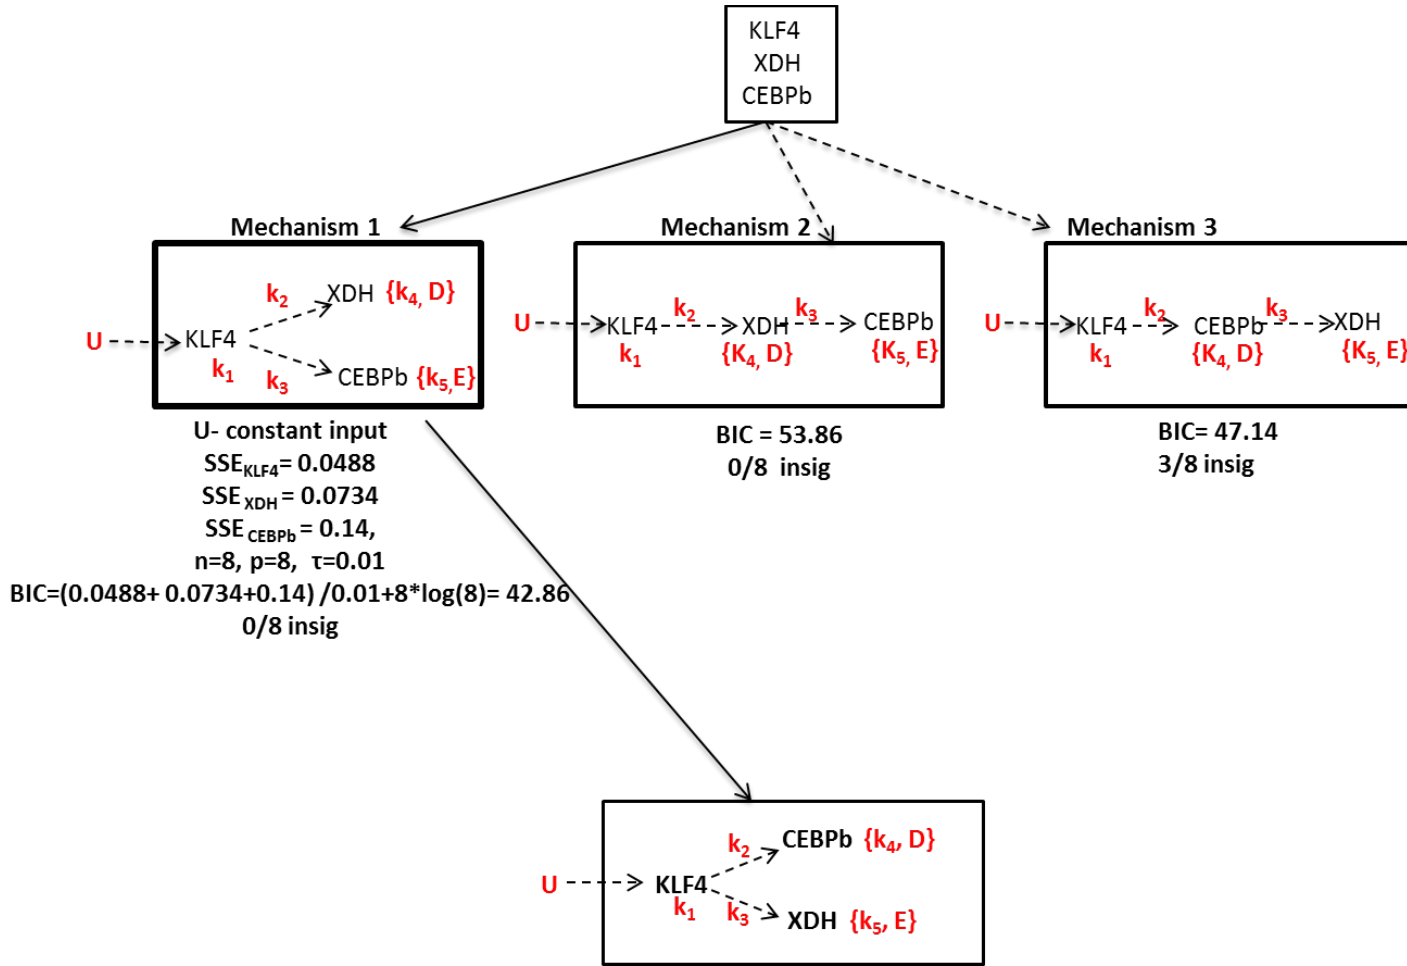 KLF4
XDH
CEBPb
Mechanism 1
Mechanism 2
Mechanism 3
k2
XDH {k4, D}
U
KLF4
k1
k3
CEBPb {k5,E}
U
KLF4
k1
k2
XDH
{K4, D}
k3
CEBPb
{K5, E}
U
KLF4
k1
k2
CEBPb
{K4, D}
k3
XDH
{K5, E}
U- constant input
SSEKLF4= 0.0488
SSE XDH = 0.0734
SSE CEBPb = 0.14,
n=8, p=8, τ=0.01
BIC=(0.0488+ 0.0734+0.14) /0.01+8*log(8)= 42.86
0/8 insig
BIC = 53.86
0/8 insig
BIC= 47.14
3/8 insig
k2
CEBPb {k4, D}
U
KLF4
k1
k3
XDH {k5, E}